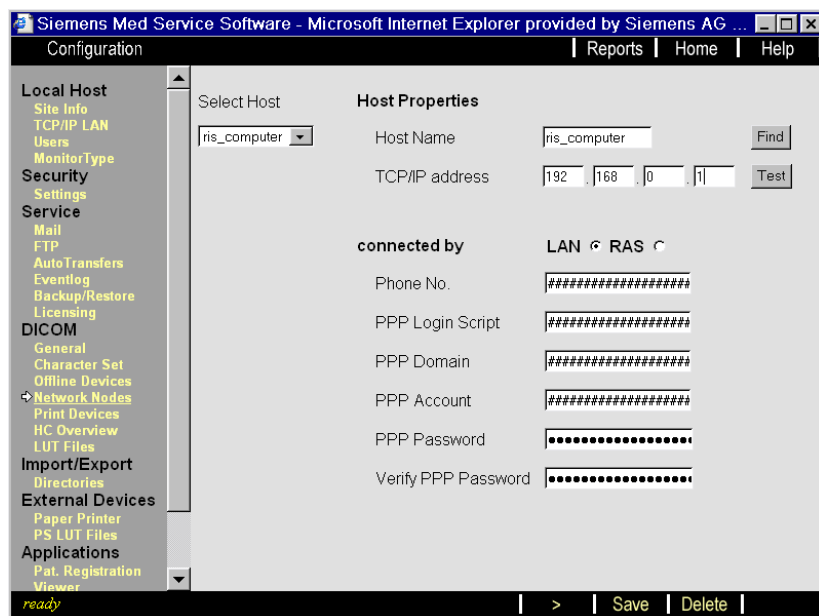 Siemens Med Service Software - Microsoft Internet Explorer provided by Siemens AG ...
Configuration
Reports
Home
Help
Local Host
Site Info
TCP/IP LAN
Users
MonitorType
Security
Settings
Service
Mail
FTP
AutoTransfers
Eventlog
Backup/Restore
Licensing
DICOM
General
Character Set
Offline Devices
Network Nodes
Print Devices
HC Overview
LUT Files
Import/Export
Directories
External Devices
Paper Printer
PS LUT Files
Applications
Pat. Registration
Viewer
Select Host
ris_computer
Host Properties
Host Name ris_computer Find
TCP/IP address 192 . 168 . 0 . 1 Test
connected by LAN RAS
Phone No. ##################
PPP Login Script ##################
PPP Domain ##################
PPP Account ##################
PPP Password ●●●●●●●●●●●●●●●●●●
Verify PPP Password ●●●●●●●●●●●●●●●●●●
ready
> Save Delete